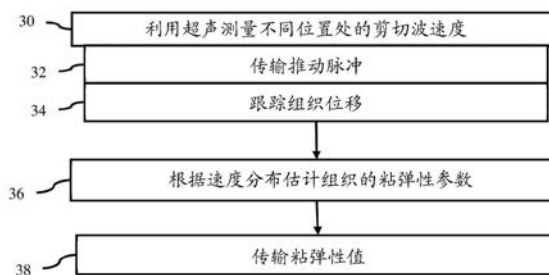 30 利用超声测量不同位置处的剪切波速度
32 传输推动脉冲
34 跟踪组织位移
36 根据速度分布估计组织的粘弹性参数
38 传输粘弹性值